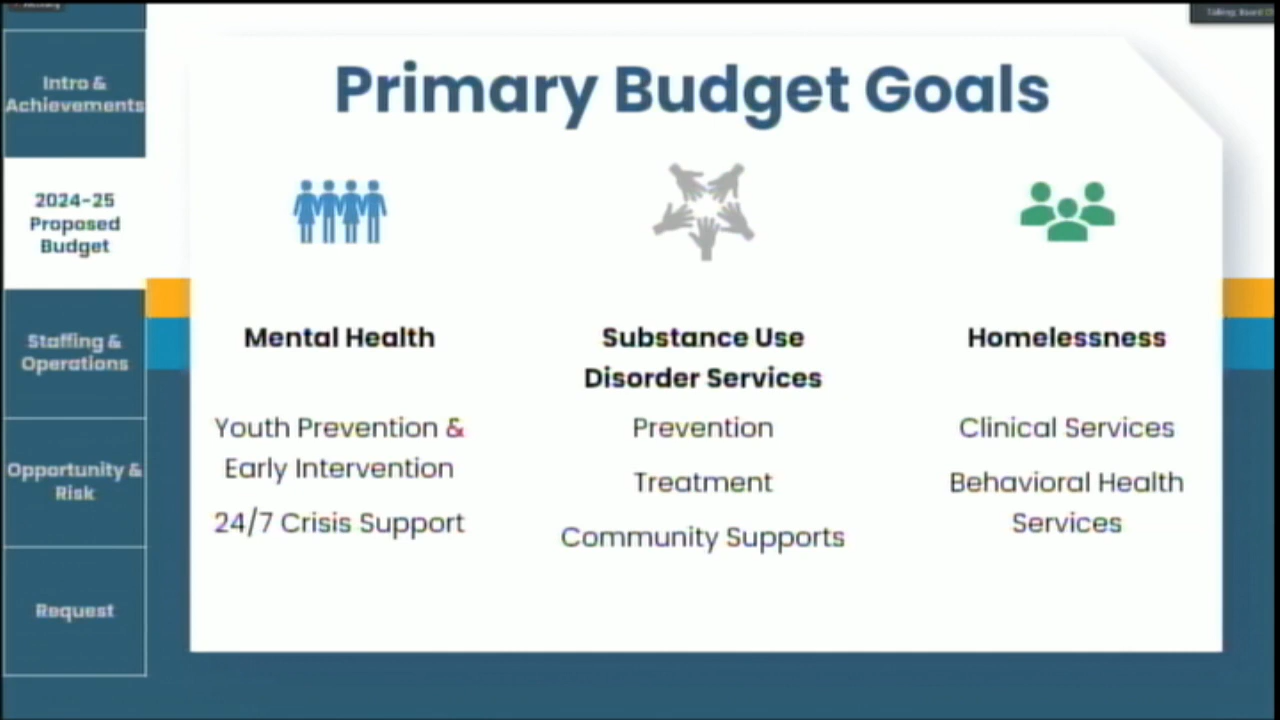 Intro &
Achievements
2024-25
Proposed
Budget
Staffing &
Operations
Opportunity &
Risk
Request
Primary Budget Goals
Mental Health
Youth Prevention &
Early Intervention
24/7 Crisis Support
Substance Use
Disorder Services
Prevention
Treatment
Community Supports
Homelessness
Clinical Services
Behavioral Health
Services
Talking: Board